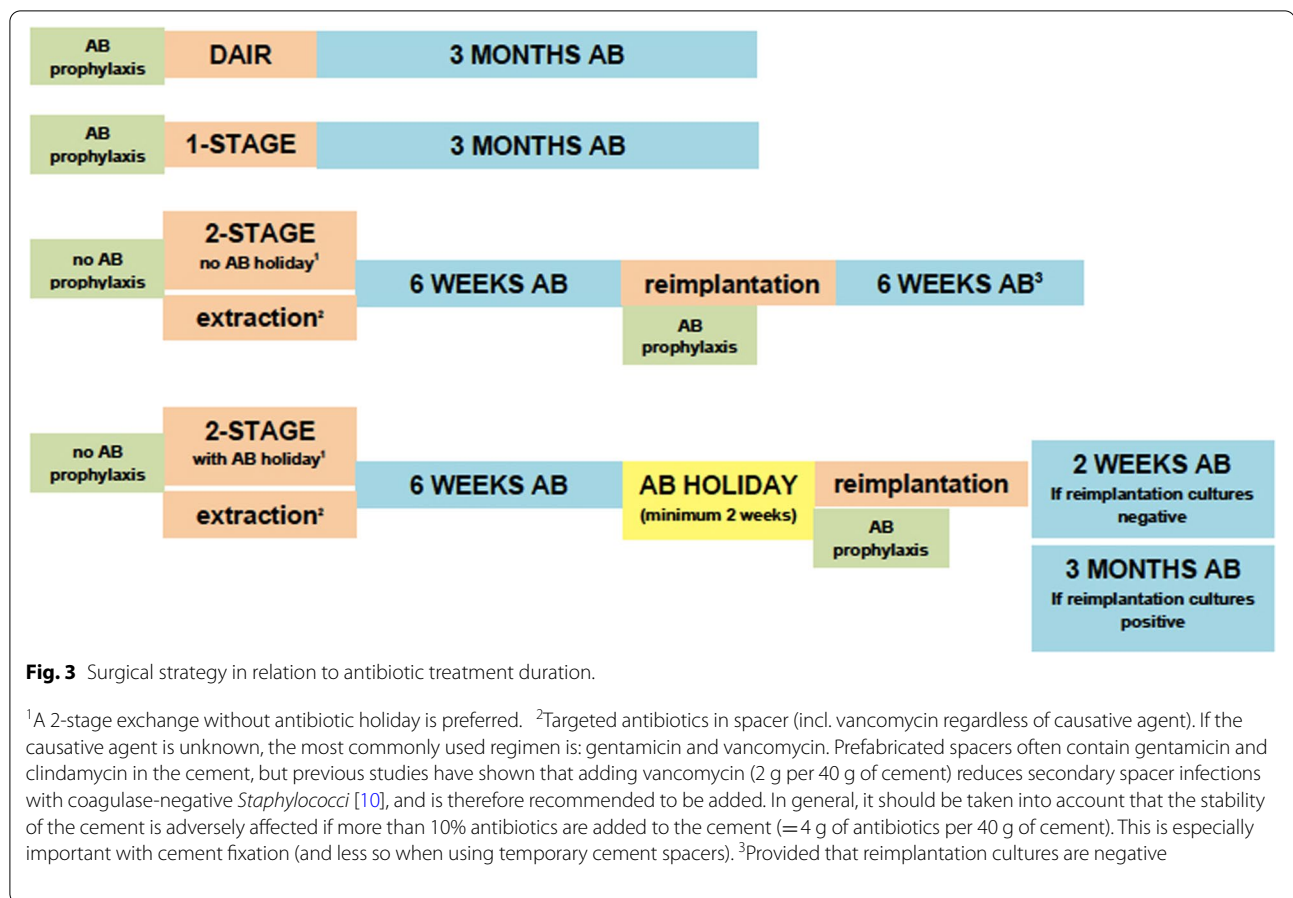 AB
prophylaxis
DAIR
3 MONTHS AB
AB
prophylaxis
1-STAGE
3 MONTHS AB
no AB
prophylaxis
2-STAGE
no AB holiday¹
extraction²
6 WEEKS AB
reimplantation
AB
prophylaxis
6 WEEKS AB³
no AB
prophylaxis
2-STAGE
with AB holiday¹
extraction²
6 WEEKS AB
AB HOLIDAY
(minimum 2 weeks)
reimplantation
AB
prophylaxis
2 WEEKS AB
If reimplantation cultures
negative
3 MONTHS AB
If reimplantation cultures
positive
Fig. 3 Surgical strategy in relation to antibiotic treatment duration.
¹A 2-stage exchange without antibiotic holiday is preferred. ²Targeted antibiotics in spacer (incl. vancomycin regardless of causative agent). If the
causative agent is unknown, the most commonly used regimen is: gentamicin and vancomycin. Prefabricated spacers often contain gentamicin and
clindamycin in the cement, but previous studies have shown that adding vancomycin (2 g per 40 g of cement) reduces secondary spacer infections
with coagulase-negative Staphylococci [10], and is therefore recommended to be added. In general, it should be taken into account that the stability
of the cement is adversely affected if more than 10% antibiotics are added to the cement (= 4 g of antibiotics per 40 g of cement). This is especially
important with cement fixation (and less so when using temporary cement spacers). ³Provided that reimplantation cultures are negative